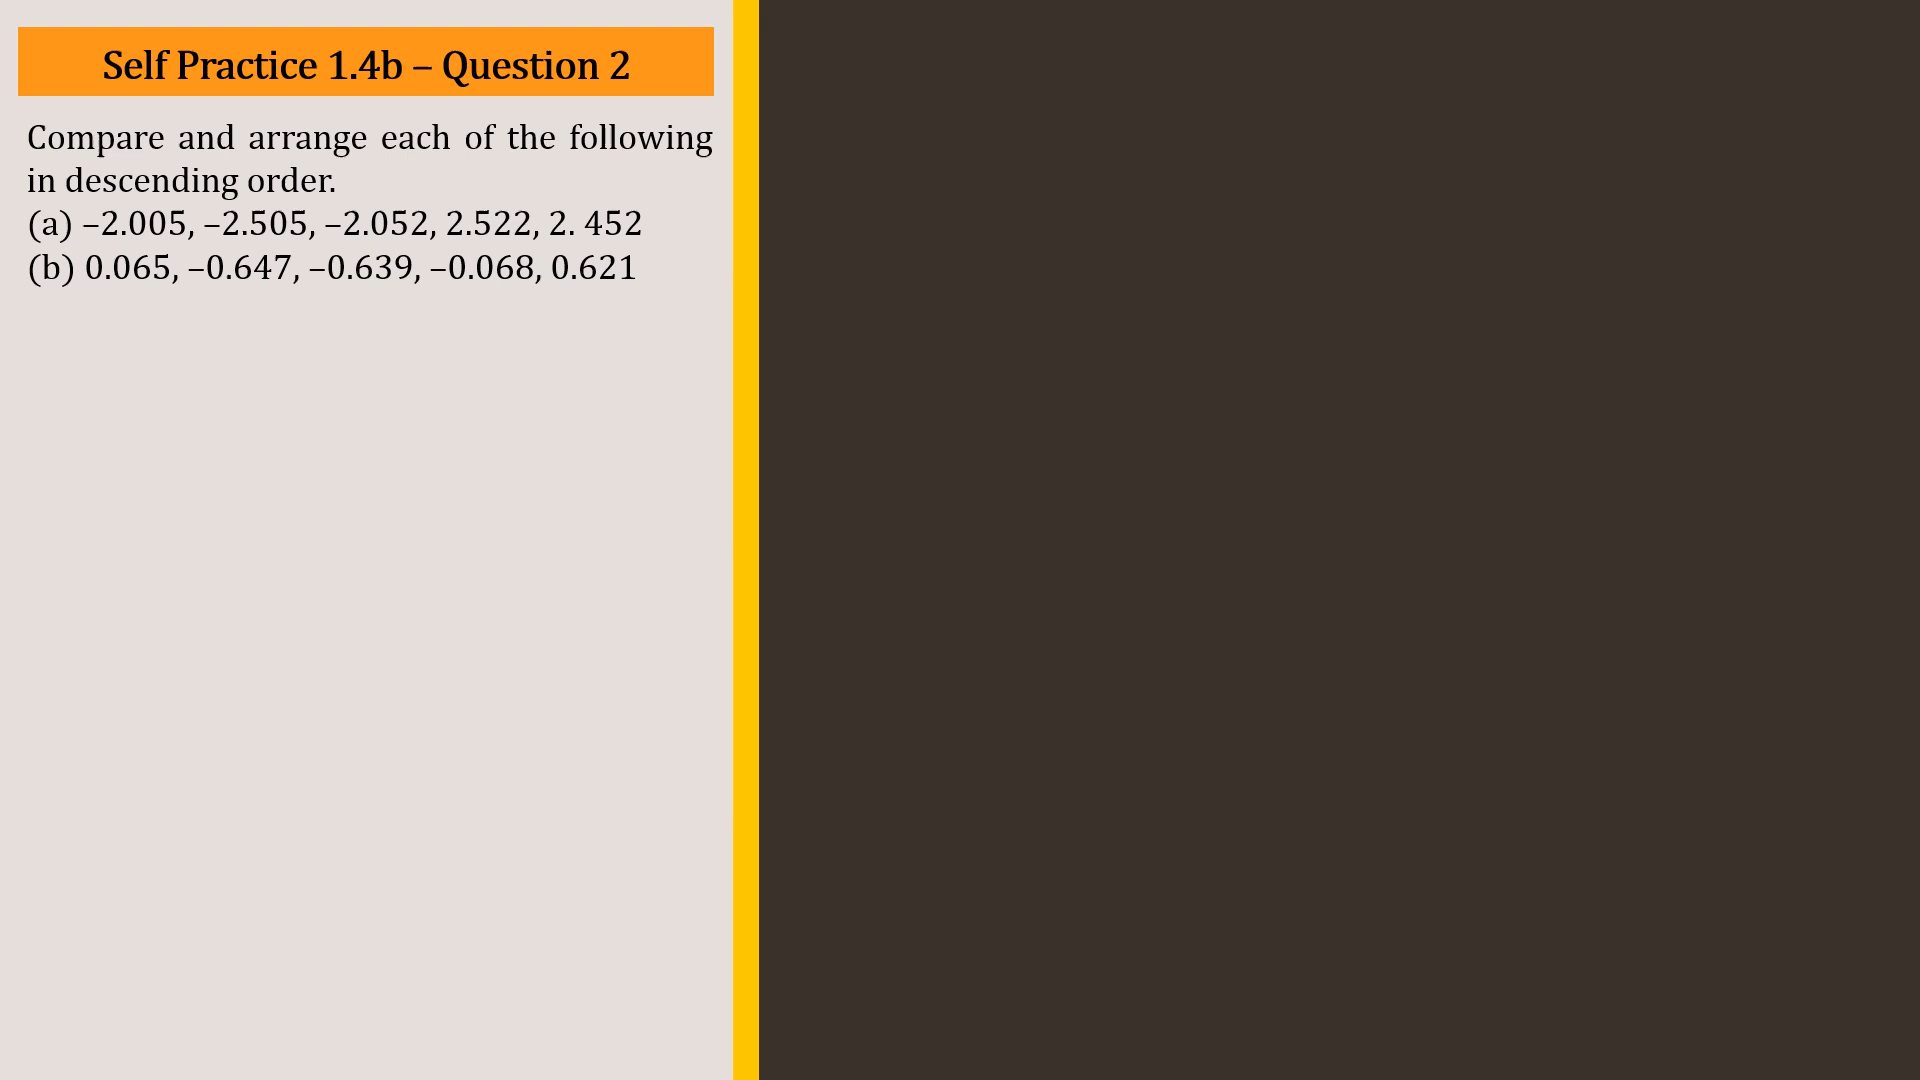 Self Practice 1.4b – Question 2
Compare and arrange each of the following
in descending order.
(a) –2.005, –2.505, –2.052, 2.522, 2. 452
(b) 0.065, –0.647, –0.639, –0.068, 0.621